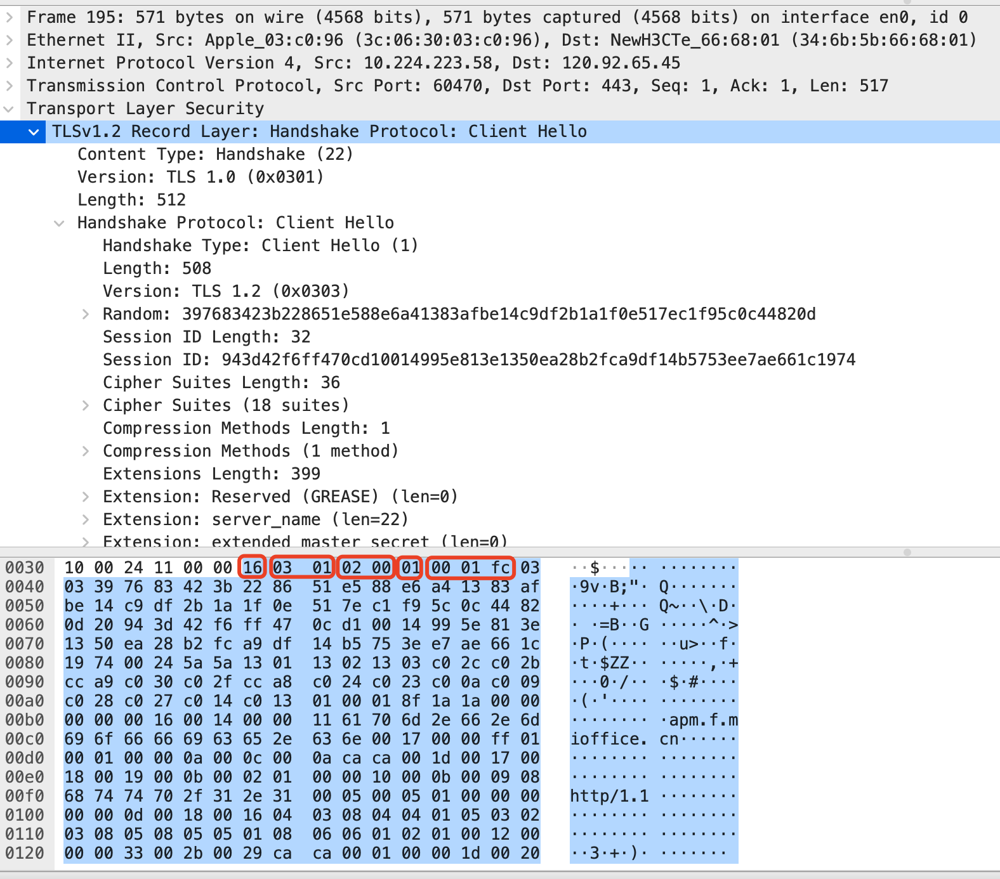 Frame 195: 571 bytes on wire (4568 bits), 571 bytes captured (4568 bits) on interface en0, id 0
Ethernet II, Src: Apple_03:c0:96 (3c:06:30:03:c0:96), Dst: NewH3CTe_66:68:01 (34:6b:5b:66:68:01)
Internet Protocol Version 4, Src: 10.224.223.58, Dst: 120.92.65.45
Transmission Control Protocol, Src Port: 60470, Dst Port: 443, Seq: 1, Ack: 1, Len: 517
Transport Layer Security
TLSv1.2 Record Layer: Handshake Protocol: Client Hello
Content Type: Handshake (22)
Version: TLS 1.0 (0x0301)
Length: 512
Handshake Protocol: Client Hello
Handshake Type: Client Hello (1)
Length: 508
Version: TLS 1.2 (0x0303)
Random: 397683423b228651e588e6a41383afbe14c9df2b1a1f0e517ec1f95c0c44820d
Session ID Length: 32
Session ID: 943d42f6ff470cd10014995e813e1350ea28b2fca9df14b5753ee7ae661c1974
Cipher Suites Length: 36
Cipher Suites (18 suites)
Compression Methods Length: 1
Compression Methods (1 method)
Extensions Length: 399
Extension: Reserved (GREASE) (len=0)
Extension: server_name (len=22)
Extension: extended_master_secret (len=0)
0030 10 00 24 11 00 00 16 03 01 02 00 01 00 01 fc 03 ··$····· ········
0040 03 39 76 83 42 3b 22 86 51 e5 88 e6 a4 13 83 af ·9v·B;"· Q·······
0050 be 14 c9 df 2b 1a 1f 0e 51 7e c1 f9 5c 0c 44 82 ····+··· Q~··\·D·
0060 0d 20 94 3d 42 f6 ff 47 0c d1 00 14 99 5e 81 3e · ·=B··G ·····^·>
0070 13 50 ea 28 b2 fc a9 df 14 b5 75 3e e7 ae 66 1c ·P·(···· ··u>··f·
0080 19 74 00 24 5a 5a 13 01 13 02 13 03 c0 2c c0 2b ·t·$ZZ·· ·····,·+
0090 cc a9 c0 30 c0 2f cc a8 c0 24 c0 23 c0 0a c0 09 ···0·/·· ·$·#····
00a0 c0 28 c0 27 c0 14 c0 13 01 00 01 8f 1a 1a 00 00 ·(·'···· ········
00b0 00 00 00 16 00 14 00 00 11 61 70 6d 2e 66 2e 6d ········ ·apm.f.m
00c0 69 6f 66 66 69 63 65 2e 63 6e 00 17 00 00 ff 01 ioffice. cn······
00d0 00 01 00 00 0a 00 0c 00 0a ca ca 00 1d 00 17 00 ········ ········
00e0 18 00 19 00 0b 00 02 01 00 00 10 00 0b 00 09 08 ········ ········
00f0 68 74 74 70 2f 31 2e 31 00 05 00 05 01 00 00 00 http/1.1 ········
0100 00 00 0d 00 18 00 16 04 03 08 04 04 01 05 03 02 ········ ········
0110 03 08 05 08 05 05 01 08 06 06 01 02 01 00 12 00 ········ ········
0120 00 00 33 00 2b 00 29 ca ca 00 01 00 00 1d 00 20 ··3·+·)· ·······